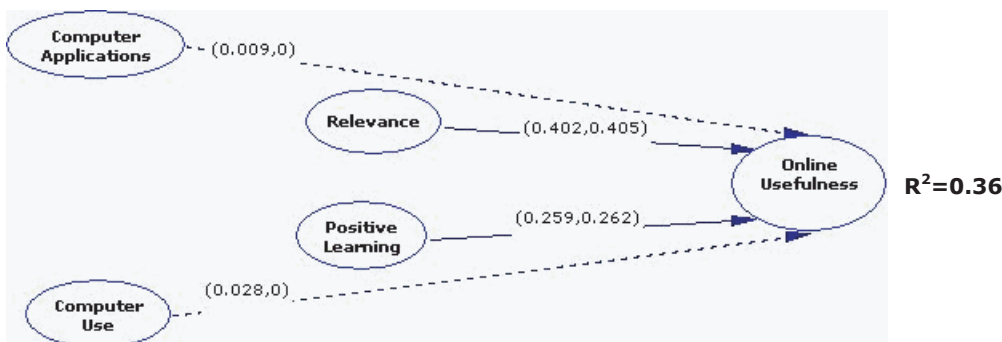 Computer
Applications
(0.009,0)
Relevance
(0.402,0.405)
Online
Usefulness
R²=0.36
Positive
Learning
(0.259,0.262)
Computer
Use
(0.028,0)